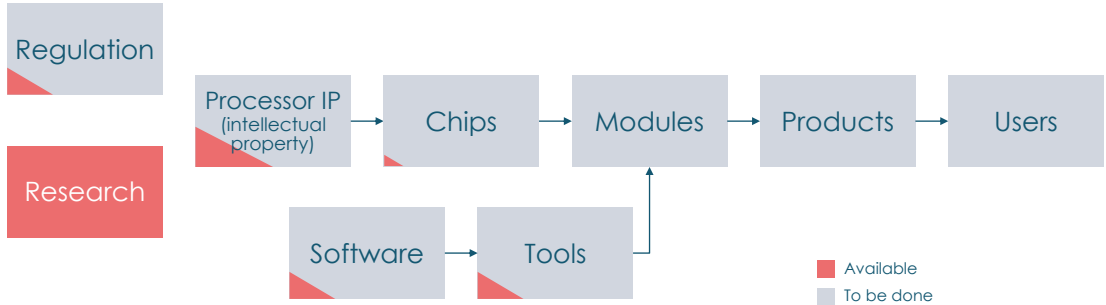 Regulation
Processor IP
(intellectual
property)
Chips
Modules
Products
Users
Research
Software
Tools
Available
To be done